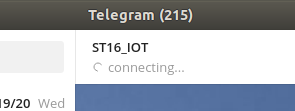 Telegram (215)
ST16_IOT
connecting...
19/20 Wed